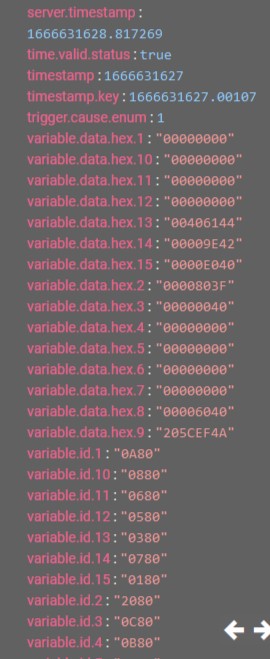 server.timestamp:
1666631628.817269
time.valid.status:true
timestamp:1666631627
timestamp.key:1666631627.00107
trigger.cause.enum:1
variable.data.hex.1:"00000000"
variable.data.hex.10:"00000000"
variable.data.hex.11:"00000000"
variable.data.hex.12:"00000000"
variable.data.hex.13:"00406144"
variable.data.hex.14:"00009E42"
variable.data.hex.15:"0000E040"
variable.data.hex.2:"0000803F"
variable.data.hex.3:"00000040"
variable.data.hex.4:"00000000"
variable.data.hex.5:"00000000"
variable.data.hex.6:"00000000"
variable.data.hex.7:"00000000"
variable.data.hex.8:"00006040"
variable.data.hex.9:"205CEF4A"
variable.id.1:"0A80"
variable.id.10:"0880"
variable.id.11:"0680"
variable.id.12:"0580"
variable.id.13:"0380"
variable.id.14:"0780"
variable.id.15:"0180"
variable.id.2:"2080"
variable.id.3:"0C80"
variable.id.4:"0B80"